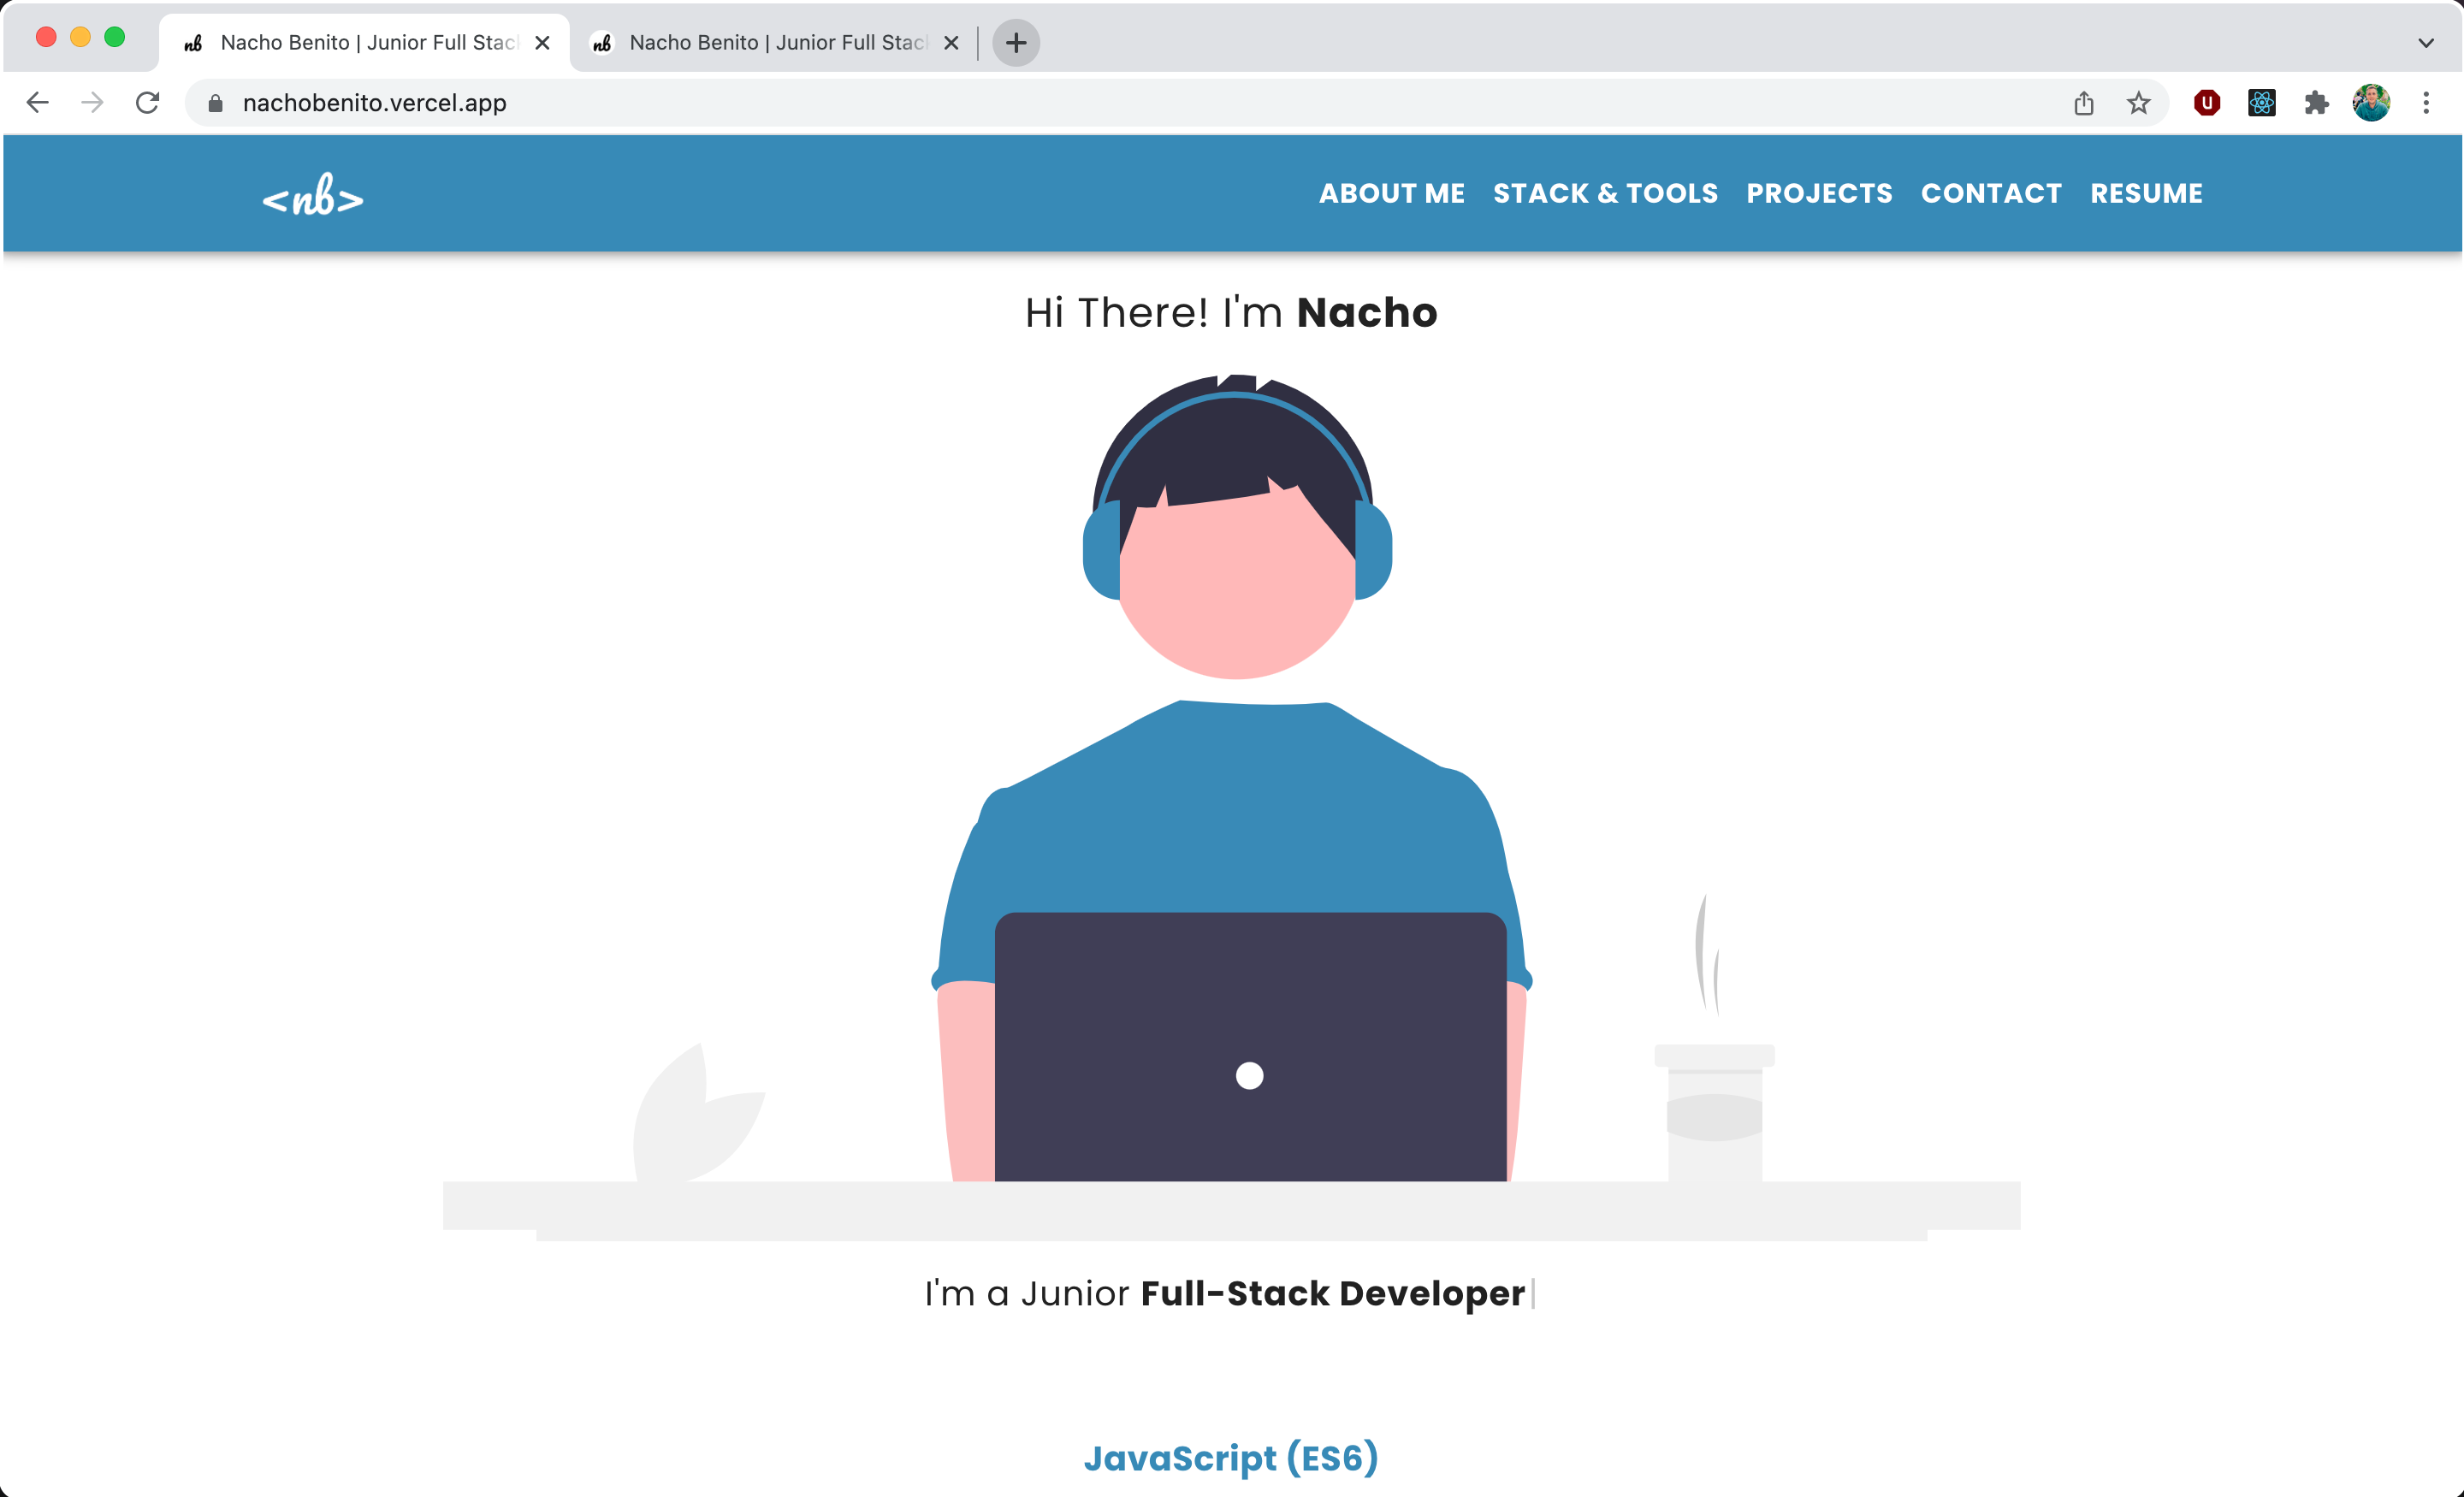 nb Nacho Benito | Junior Full Stac
nb Nacho Benito | Junior Full Stac
nachobenito.vercel.app
<nb>
ABOUT ME STACK & TOOLS PROJECTS CONTACT RESUME
Hi There! I'm Nacho
I'm a Junior Full-Stack Developer
JavaScript (ES6)